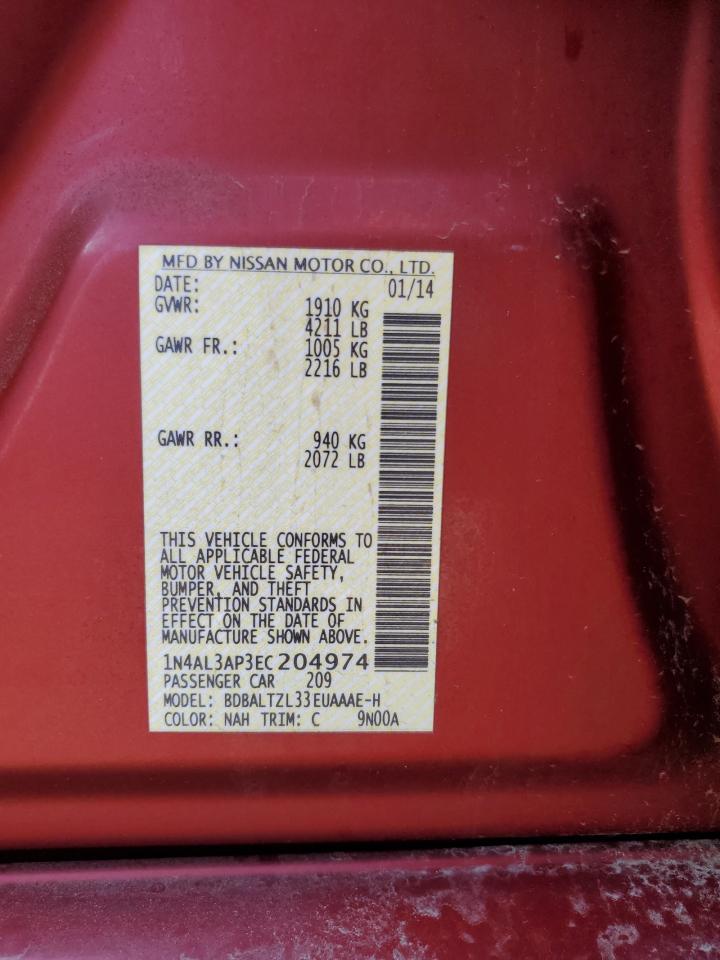 MFD BY NISSAN MOTOR CO., LTD.
DATE: 01/14
GVWR: 1910 KG
4211 LB
GAWR FR.: 1005 KG
2216 LB
GAWR RR.: 940 KG
2072 LB
THIS VEHICLE CONFORMS TO
ALL APPLICABLE FEDERAL
MOTOR VEHICLE SAFETY,
BUMPER, AND THEFT
PREVENTION STANDARDS IN
EFFECT ON THE DATE OF
MANUFACTURE SHOWN ABOVE.
1N4AL3AP3EC204974
PASSENGER CAR 209
MODEL: BDBALTZL33EUAAAE-H
COLOR: NAH TRIM: C 9N00A